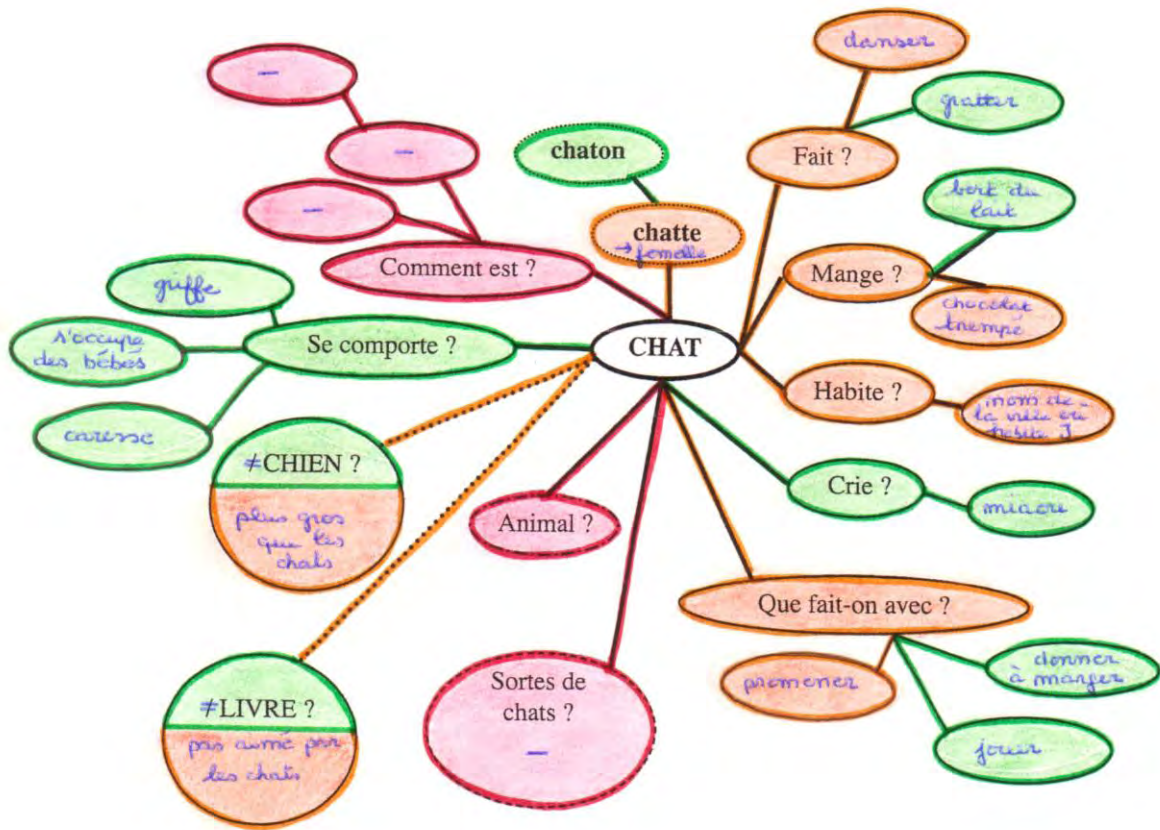 danser
gratter
Fait ?
—
—
—
chaton
chatte
→ femelle
Comment est ?
boit du
lait
Mange ?
chocolat
trempé
griffe
s'occupe
des bébés
Se comporte ?
caresse
CHAT
Habite ?
nom de
la ville où
habite J
≠CHIEN ?
plus gros
que les
chats
Animal ?
Crie ?
miaou
Que fait-on avec ?
promener
donner
à manger
jouer
≠LIVRE ?
pas aimé par
les chats
Sortes de
chats ?
—